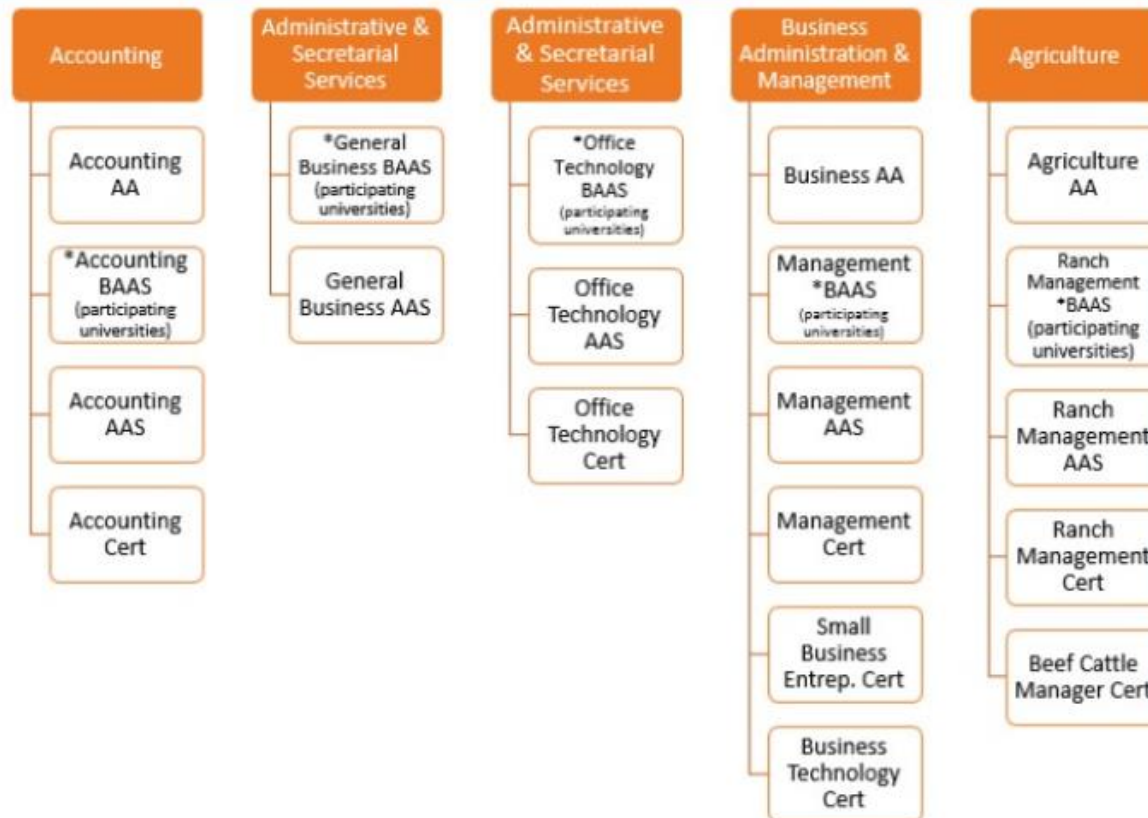 Accounting
Accounting
AA
*Accounting
BAAS
(participating
universities)
Accounting
AAS
Accounting
Cert
Administrative &
Secretarial
Services
*General
Business BAAS
(participating
universities)
General
Business AAS
Administrative
& Secretarial
Services
*Office
Technology
BAAS
(participating
universities)
Office
Technology
AAS
Office
Technology
Cert
Business
Administration &
Management
Business AA
Management
*BAAS
(participating
universities)
Management
AAS
Management
Cert
Small
Business
Entrep. Cert
Business
Technology
Cert
Agriculture
Agriculture
AA
Ranch
Management
*BAAS
(participating
universities)
Ranch
Management
AAS
Ranch
Management
Cert
Beef Cattle
Manager Cert